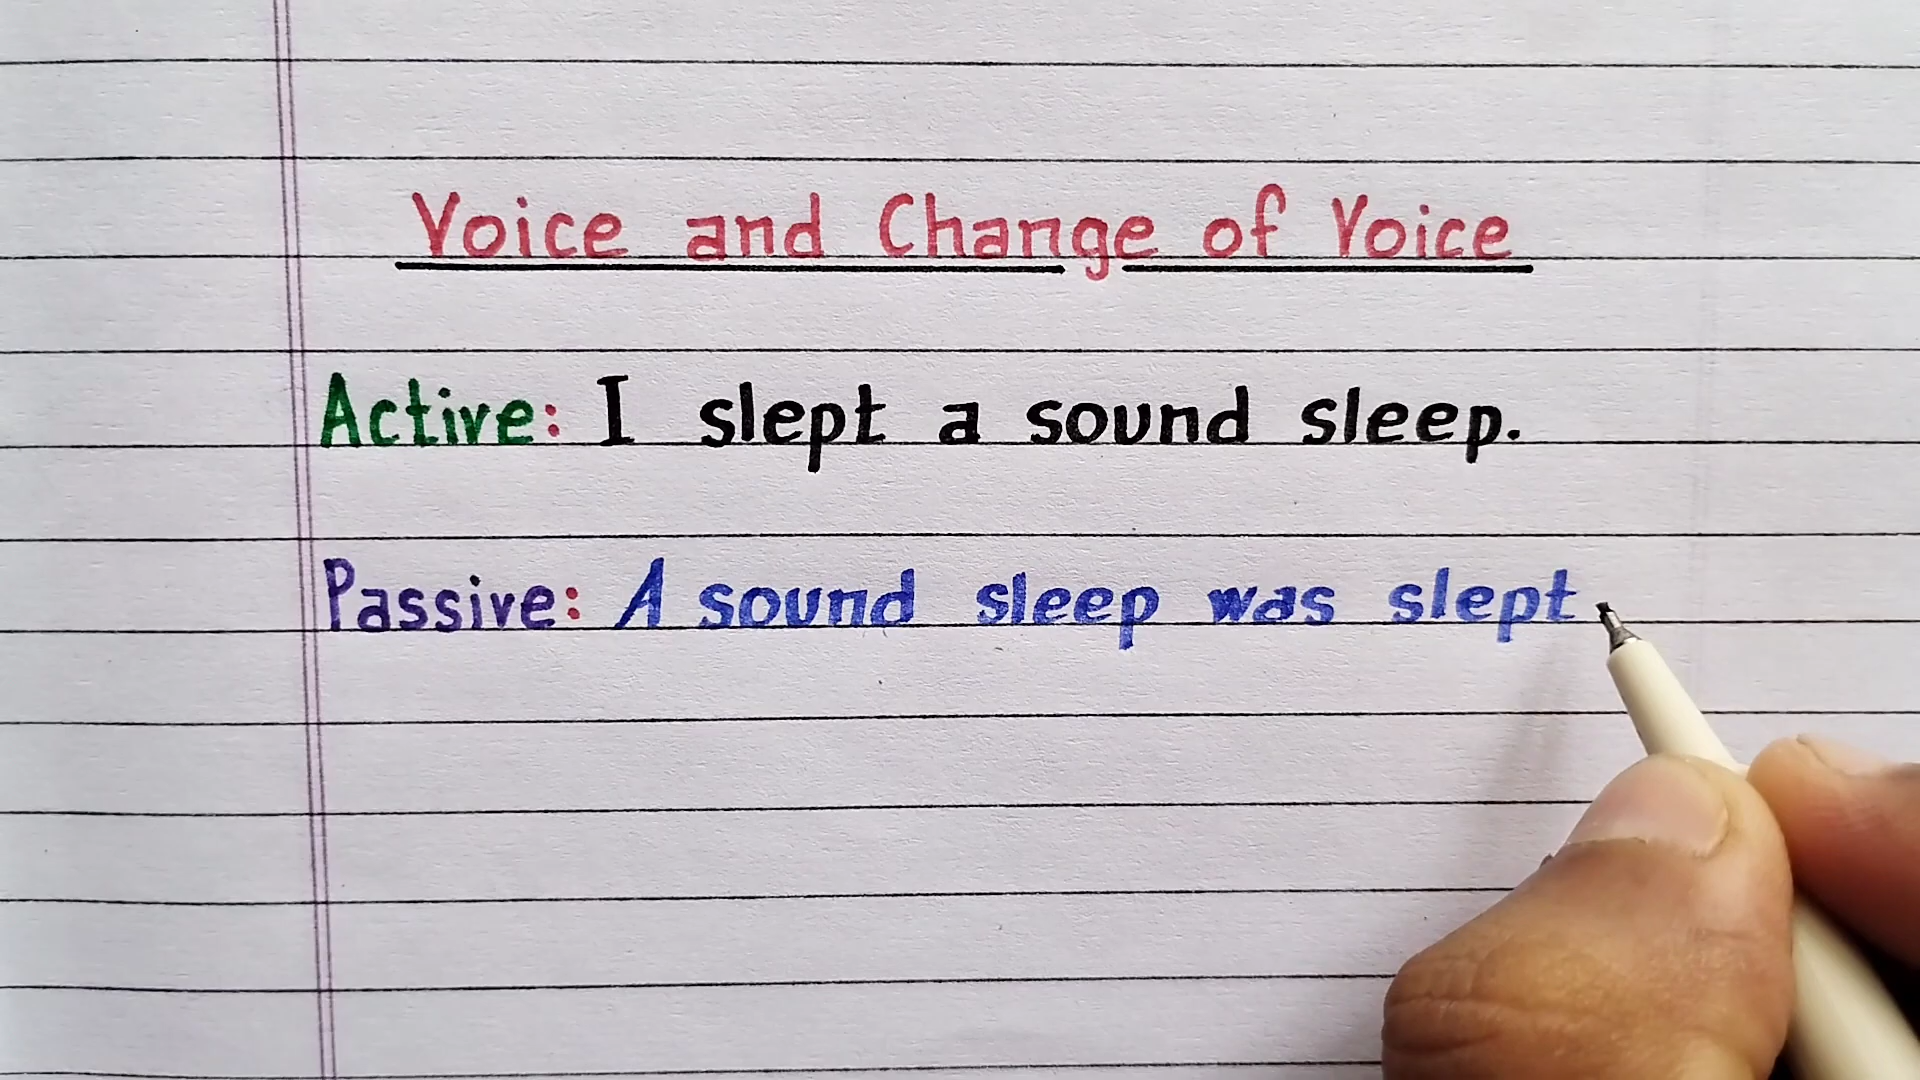 Voice and Change of Voice
Active: I slept a sound sleep.
Passive: A sound sleep was slept